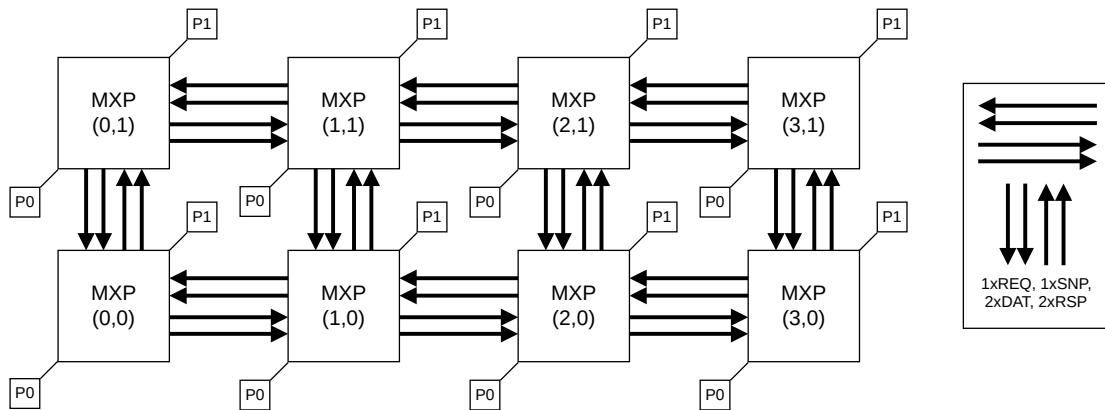 P1
P1
P1
P1
MXP
(0,1)
MXP
(1,1)
MXP
(2,1)
MXP
(3,1)
P0
P0
P0
P0
P1
P1
P1
P1
MXP
(0,0)
MXP
(1,0)
MXP
(2,0)
MXP
(3,0)
P0
P0
P0
P0
1xREQ, 1xSNP,
2xDAT, 2xRSP